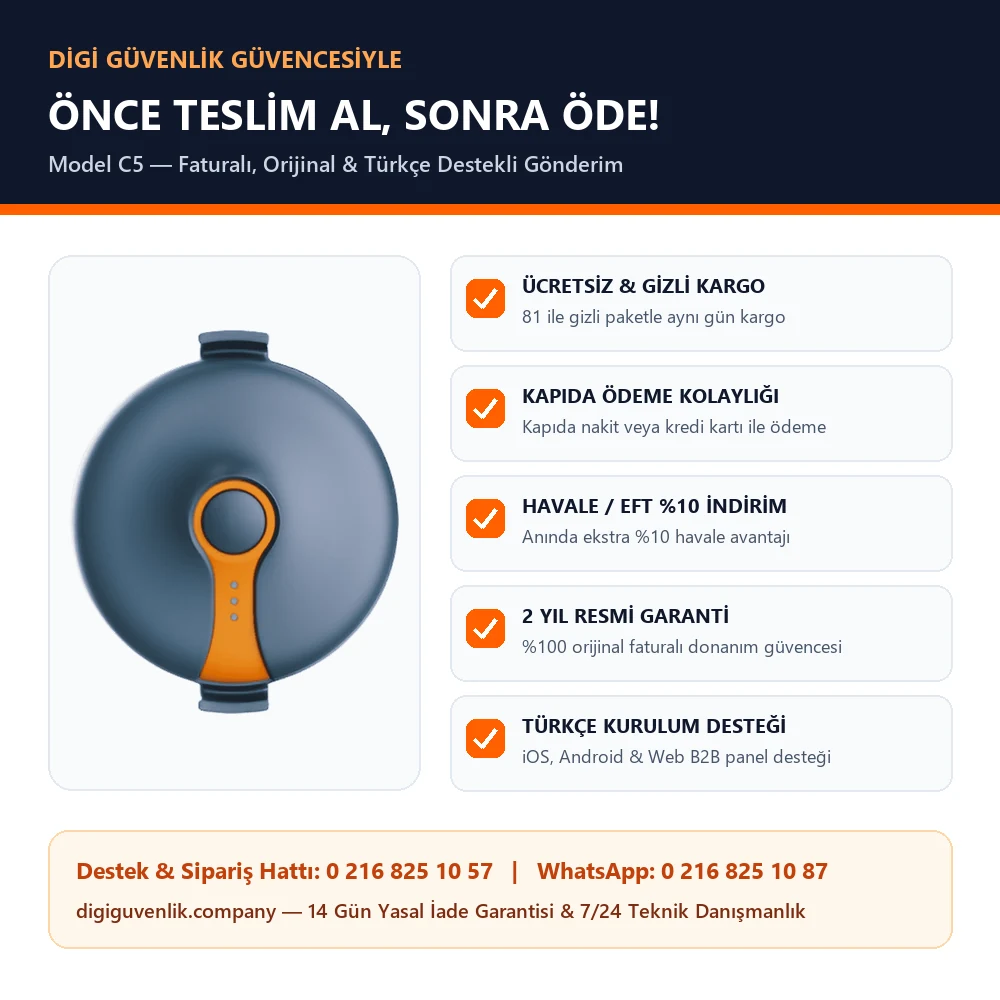 DİGİ GÜVENLİK GÜVENCESİYLE
ÖNCE TESLİM AL, SONRA ÖDE!
Model C5 — Faturalı, Orijinal & Türkçe Destekli Gönderim
ÜCRETSİZ & GİZLİ KARGO
81 ile gizli paketle aynı gün kargo
KAPIDA ÖDEME KOLAYLIĞI
Kapıda nakit veya kredi kartı ile ödeme
HAVALE / EFT %10 İNDİRİM
Anında ekstra %10 havale avantajı
2 YIL RESMİ GARANTİ
%100 orijinal faturalı donanım güvencesi
TÜRKÇE KURULUM DESTEĞİ
iOS, Android & Web B2B panel desteği
Destek & Sipariş Hattı: 0 216 825 10 57 | WhatsApp: 0 216 825 10 87
digiguvenlik.company — 14 Gün Yasal İade Garantisi & 7/24 Teknik Danışmanlık